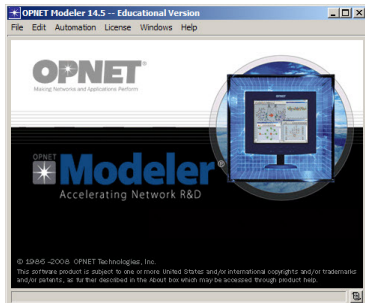 OPNET Modeler 14.5 -- Educational Version
File Edit Automation License Windows Help
OPNET®
Making Networks and Applications Perform
OPNET
Modeler®
Accelerating Network R&D
© 1986-2008 OPNET Technologies, Inc.
This software product is subject to one or more United States and/or international copyrights and/or trademarks
and/or patents, as further described in the About box which may be accessed through product help.